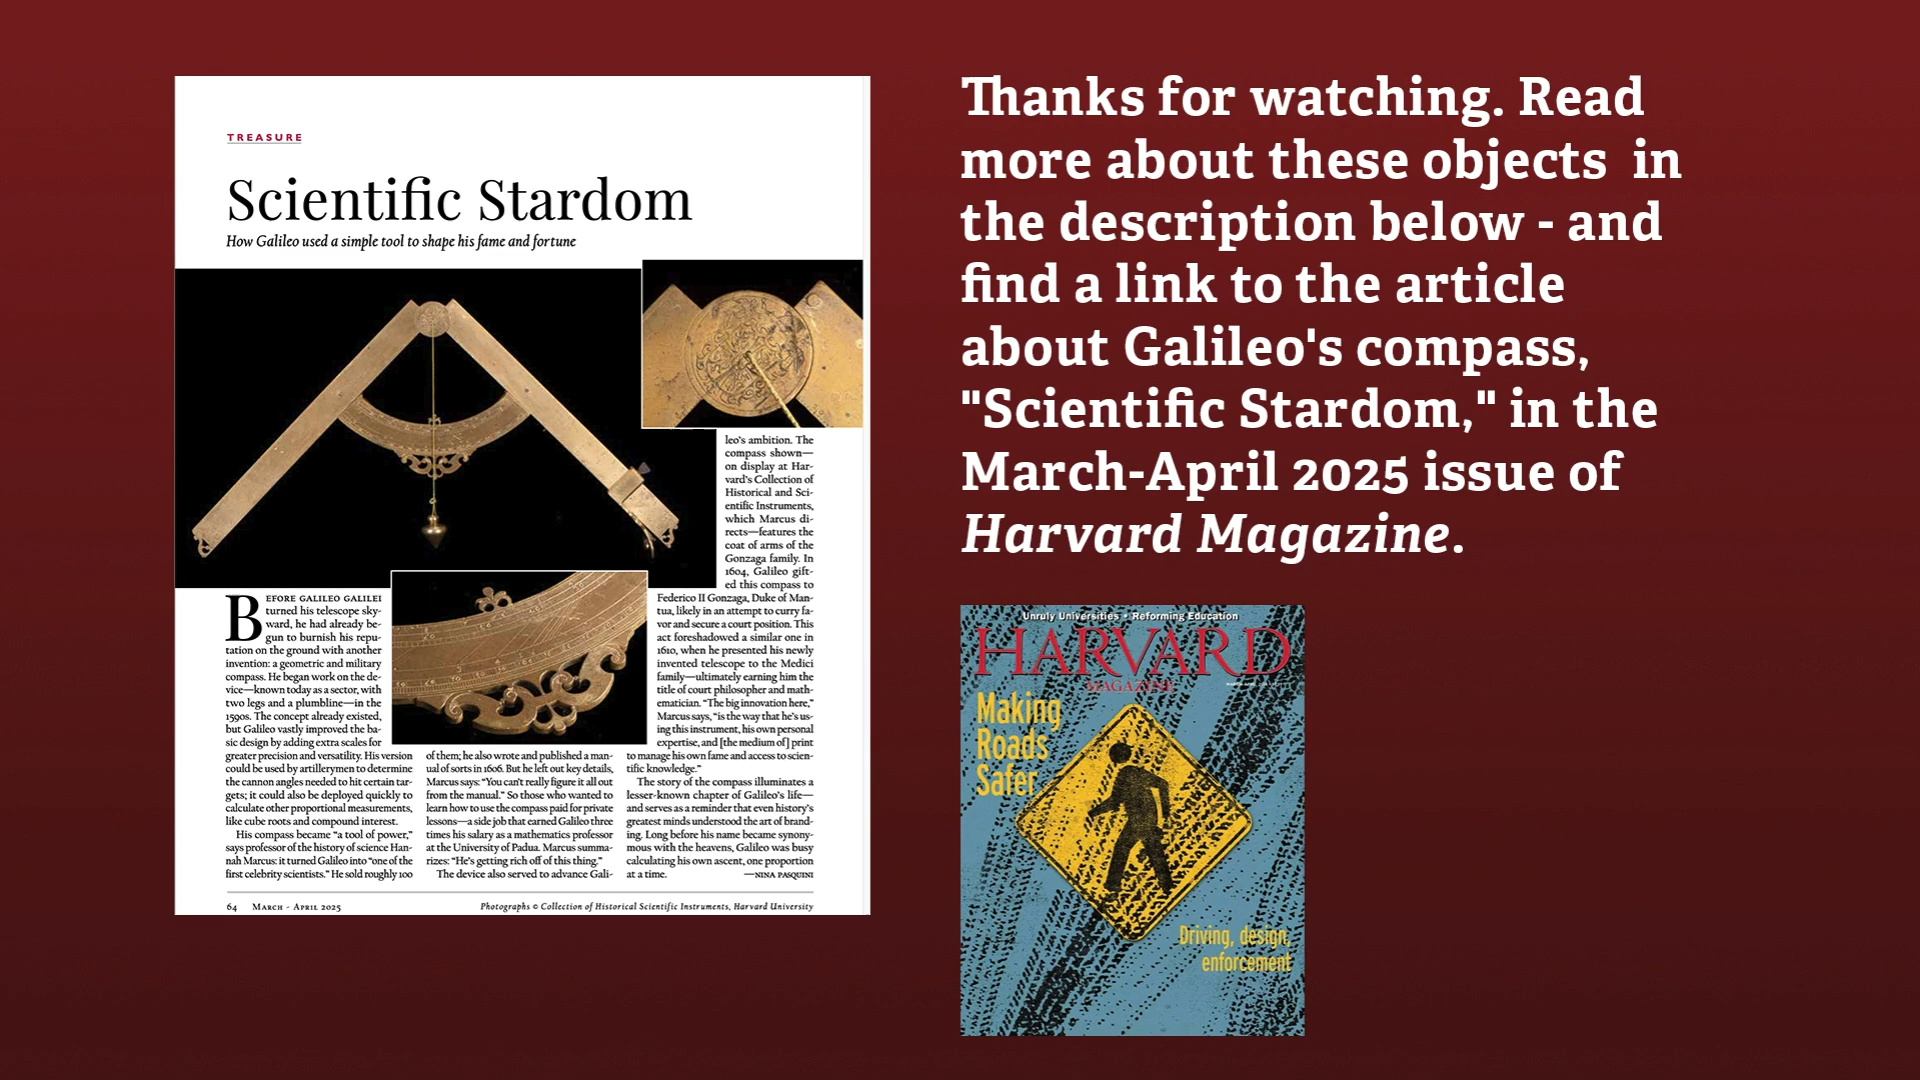 TREASURE
Scientific Stardom
How Galileo used a simple tool to shape his fame and fortune
BEFORE GALILEO GALILEI
turned his telescope sky-
ward, he had already be-
gun to burnish his repu-
tation on the ground with another
invention: a geometric and military
compass. He began work on the de-
vice—known today as a sector, with
two legs and a plumbline—in the
1590s. The concept already existed,
but Galileo vastly improved the ba-
sic design by adding extra scales for
greater precision and versatility. His version
could be used by artillerymen to determine
the cannon angles needed to hit certain tar-
gets; it could also be deployed quickly to
calculate other proportional measurements,
like cube roots and compound interest.
His compass became “a tool of power,”
says professor of the history of science Han-
nah Marcus: it turned Galileo into “one of the
first celebrity scientists.” He sold roughly 100
of them; he also wrote and published a man-
ual of sorts in 1606. But he left out key details,
Marcus says: “You can’t really figure it all out
from the manual.” So those who wanted to
learn how to use the compass paid for private
lessons—a side job that earned Galileo three
times his salary as a mathematics professor
at the University of Padua. Marcus summa-
rizes: “He’s getting rich off of this thing.”
The device also served to advance Gali-
leo’s ambition. The
compass shown—
on display at Har-
vard’s Collection of
Historical and Sci-
entific Instruments,
which Marcus di-
rects—features the
coat of arms of the
Gonzaga family. In
1604, Galileo gift-
ed this compass to
Federico II Gonzaga, Duke of Man-
tua, likely in an attempt to curry fa-
vor and secure a court position. This
act foreshadowed a similar one in
1610, when he presented his newly
invented telescope to the Medici
family—ultimately earning him the
title of court philosopher and math-
ematician. “The big innovation here,”
Marcus says, “is the way that he’s us-
ing this instrument, his own personal
expertise, and [the medium of] print
to manage his own fame and access to scien-
tific knowledge.”
The story of the compass illuminates a
lesser-known chapter of Galileo’s life—
and serves as a reminder that even history’s
greatest minds understood the art of brand-
ing. Long before his name became synony-
mous with the heavens, Galileo was busy
calculating his own ascent, one proportion
at a time. —NINA PASQUINI
64 MARCH - APRIL 2025
Photographs © Collection of Historical Scientific Instruments, Harvard University
Thanks for watching. Read
more about these objects in
the description below - and
find a link to the article
about Galileo's compass,
"Scientific Stardom," in the
March-April 2025 issue of
Harvard Magazine.
Unruly Universities • Reforming Education
HARVARD
MAGAZINE
Making
Roads
Safer
Driving, design,
enforcement